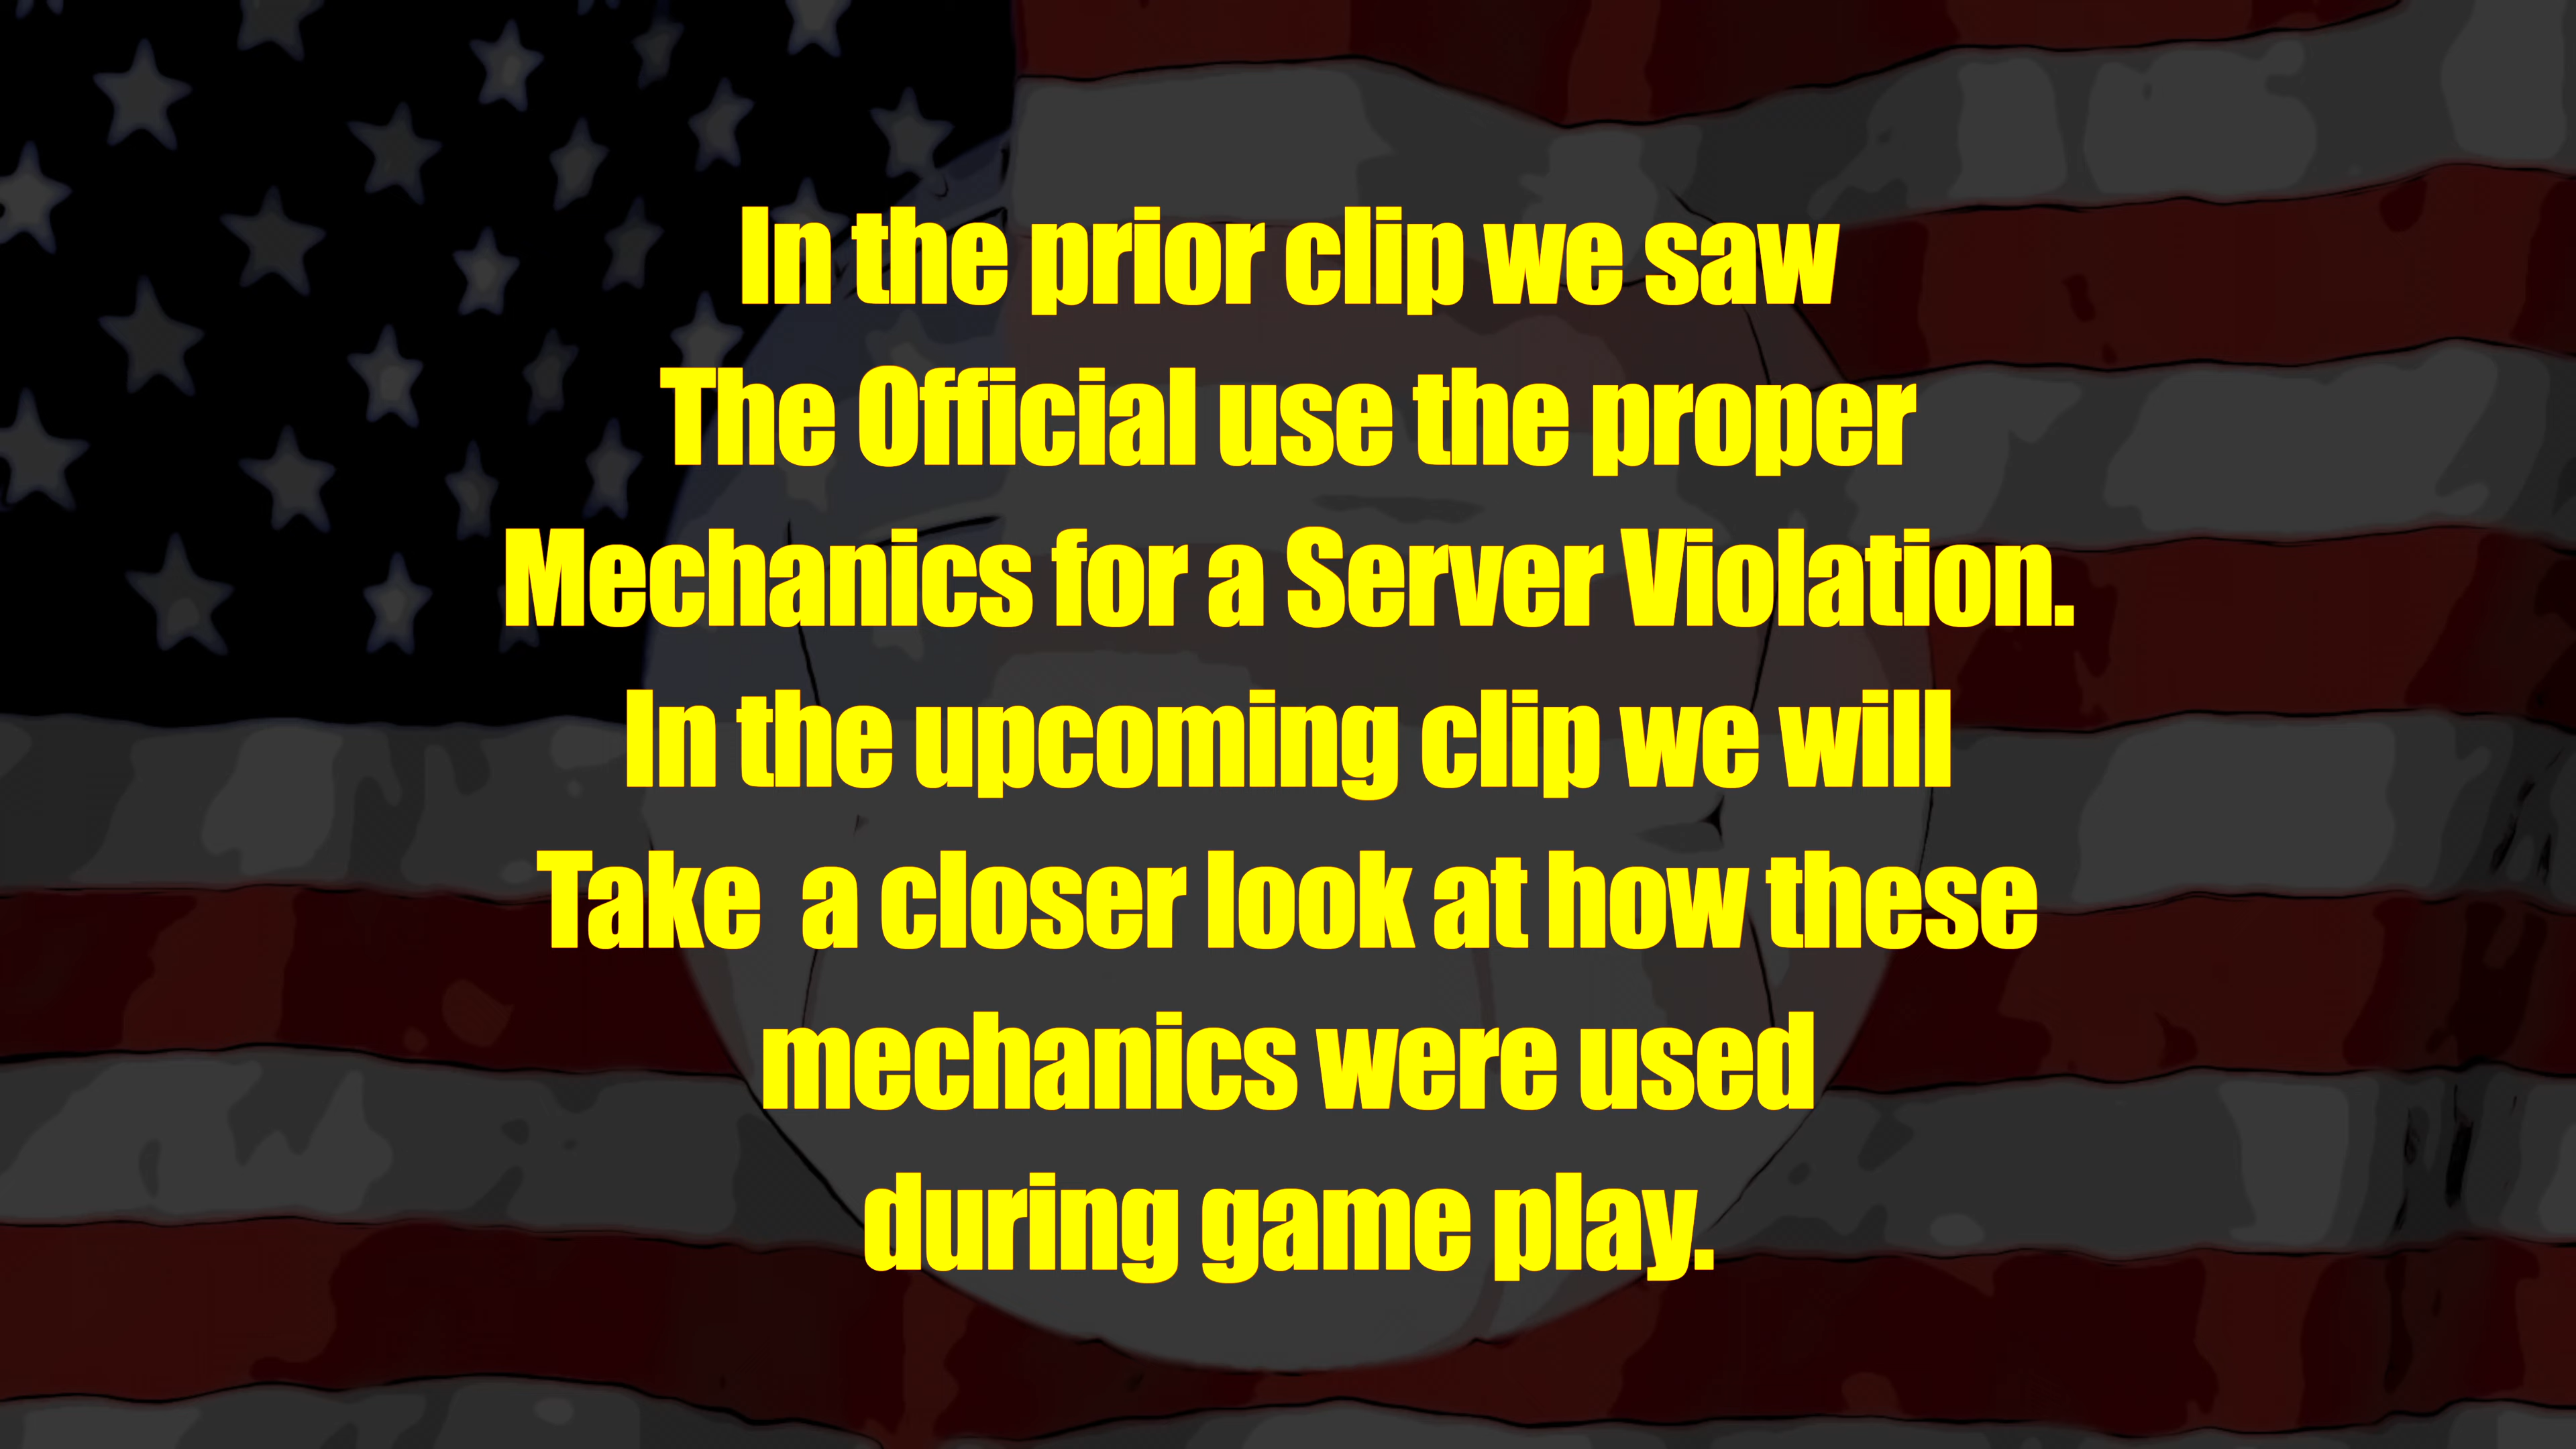 In the prior clip we saw
The Official use the proper
Mechanics for a Server Violation.
In the upcoming clip we will
Take  a closer look at how these
mechanics were used
during game play.